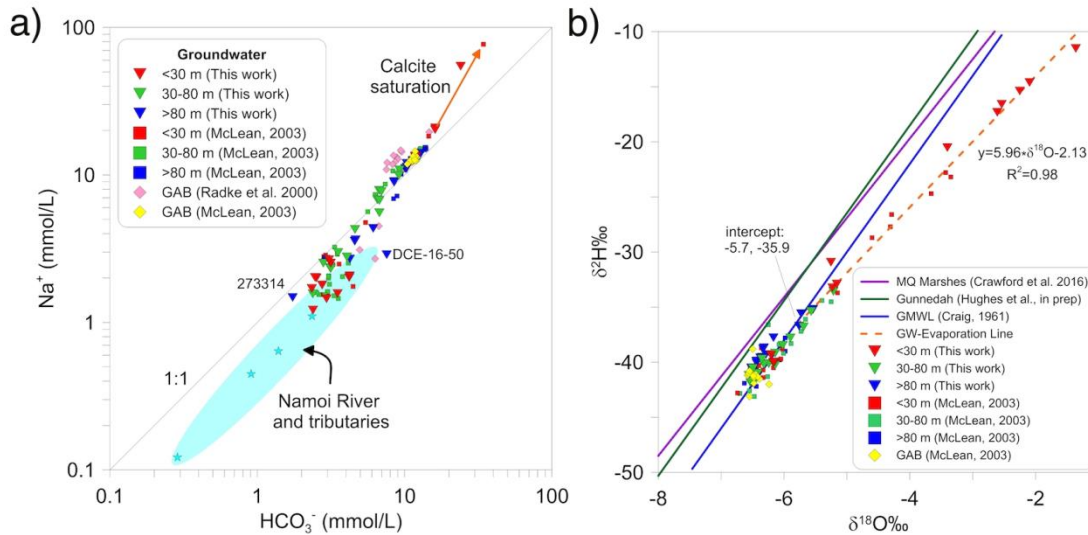 a)
100
10
1
0.1
Na⁺ (mmol/L)
Groundwater
<30 m (This work)
30-80 m (This work)
>80 m (This work)
<30 m (McLean, 2003)
30-80 m (McLean, 2003)
>80 m (McLean, 2003)
GAB (Radke et al. 2000)
GAB (McLean, 2003)
Calcite
saturation
DCE-16-50
273314
1:1
Namoi River
and tributaries
0.1
1
10
100
HCO₃⁻ (mmol/L)
b)
-10
-20
-30
-40
-50
δ²H‰
y=5.96•δ¹⁸O-2.13
R²=0.98
intercept:
-5.7, -35.9
MQ Marshes (Crawford et al. 2016)
Gunnedah (Hughes et al., in prep)
GMWL (Craig, 1961)
GW-Evaporation Line
<30 m (This work)
30-80 m (This work)
>80 m (This work)
<30 m (McLean, 2003)
30-80 m (McLean, 2003)
>80 m (McLean, 2003)
GAB (McLean, 2003)
-8
-6
-4
-2
δ¹⁸O‰